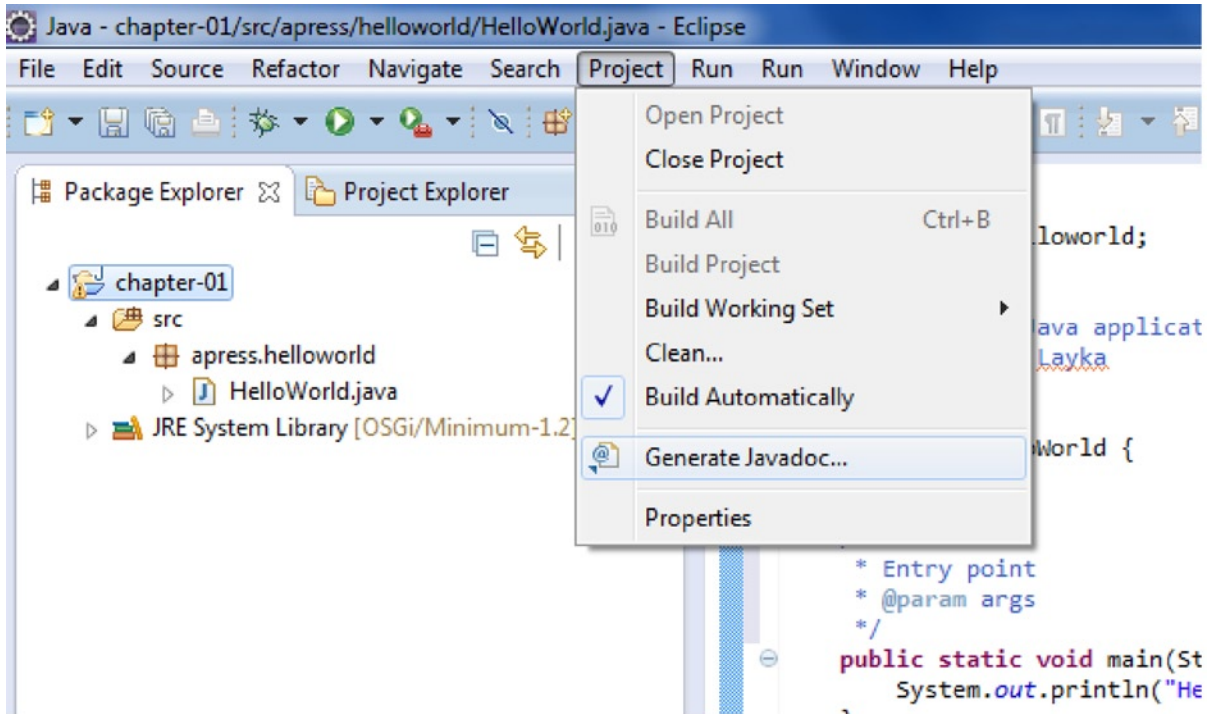 Java - chapter-01/src/apress/helloworld/HelloWorld.java - Eclipse
File Edit Source Refactor Navigate Search Project Run Run Window Help
Package Explorer Project Explorer
chapter-01
src
apress.helloworld
HelloWorld.java
JRE System Library [OSGi/Minimum-1.2]
Open Project
Close Project
Build All Ctrl+B
Build Project
Build Working Set
Clean...
Build Automatically
Generate Javadoc...
Properties
loworld;
ava applicat
Layka
World {
* Entry point
* @param args
*/
public static void main(St
System.out.println("He